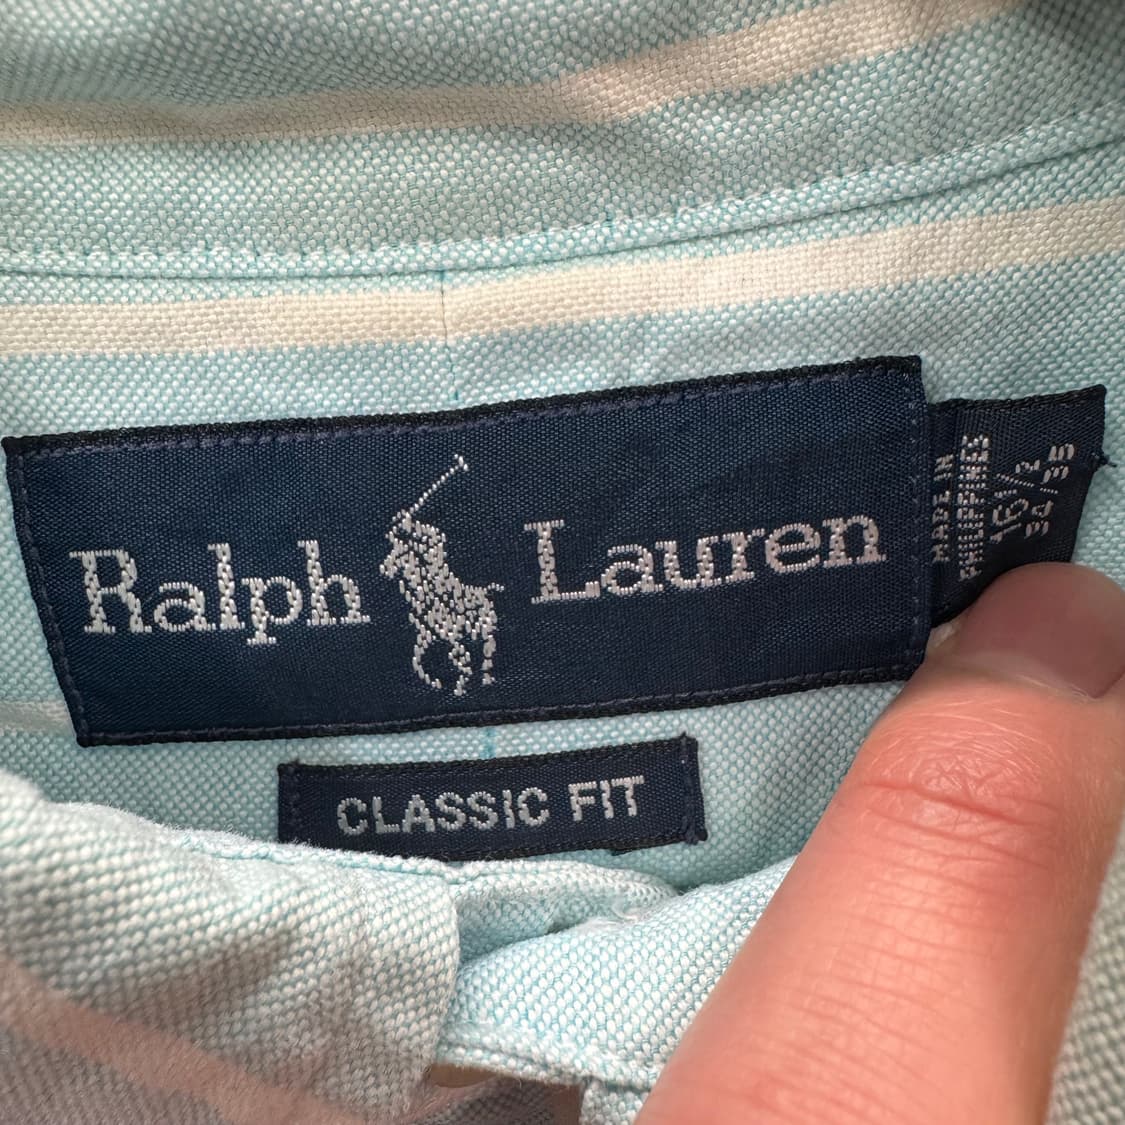 Ralph Lauren
CLASSIC FIT
MADE IN
PHILIPPINES
16 1/2
34/35